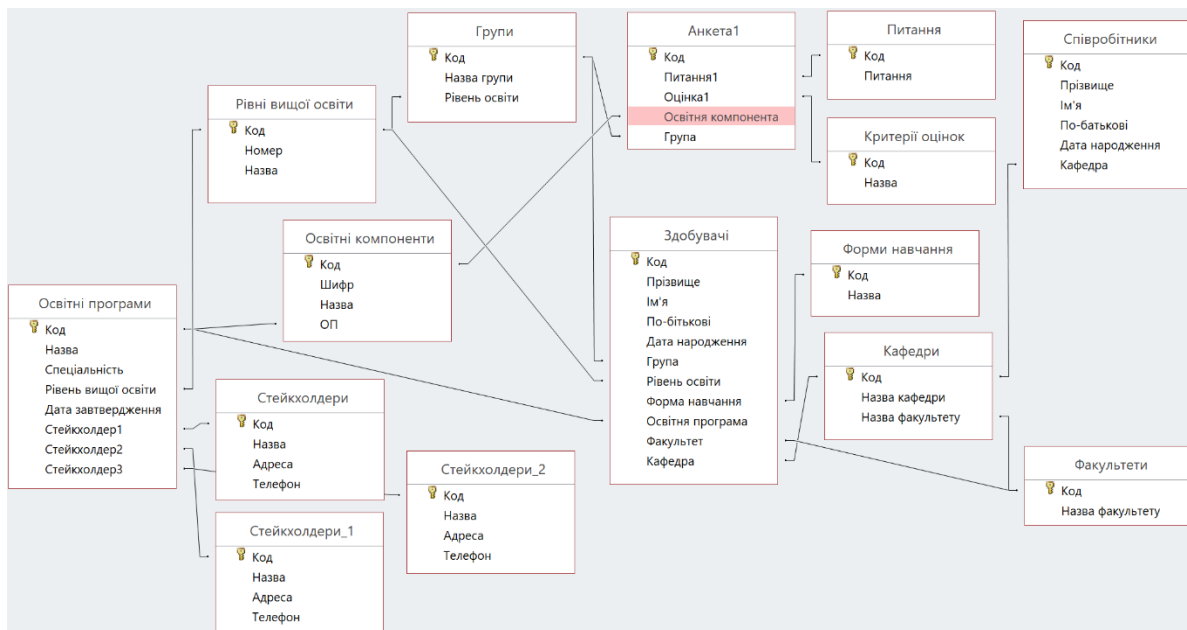 Групи
Код
Назва групи
Рівень освіти
Анкета1
Код
Питання1
Оцінка1
Освітня компонента
Група
Питання
Код
Питання
Співробітники
Код
Прізвище
Ім'я
По-батькові
Дата народження
Кафедра
Рівні вищої освіти
Код
Номер
Назва
Критерії оцінок
Код
Назва
Освітні компоненти
Код
Шифр
Назва
ОП
Здобувачі
Код
Прізвище
Ім'я
По-бітькові
Дата народження
Група
Рівень освіти
Форма навчання
Освітня програма
Факультет
Кафедра
Форми навчання
Код
Назва
Освітні програми
Код
Назва
Спеціальність
Рівень вищої освіти
Дата завтвердження
Стейкхолдер1
Стейкхолдер2
Стейкхолдер3
Кафедри
Код
Назва кафедри
Назва факультету
Стейкхолдери
Код
Назва
Адреса
Телефон
Стейкхолдери_2
Код
Назва
Адреса
Телефон
Факультети
Код
Назва факультету
Стейкхолдери_1
Код
Назва
Адреса
Телефон